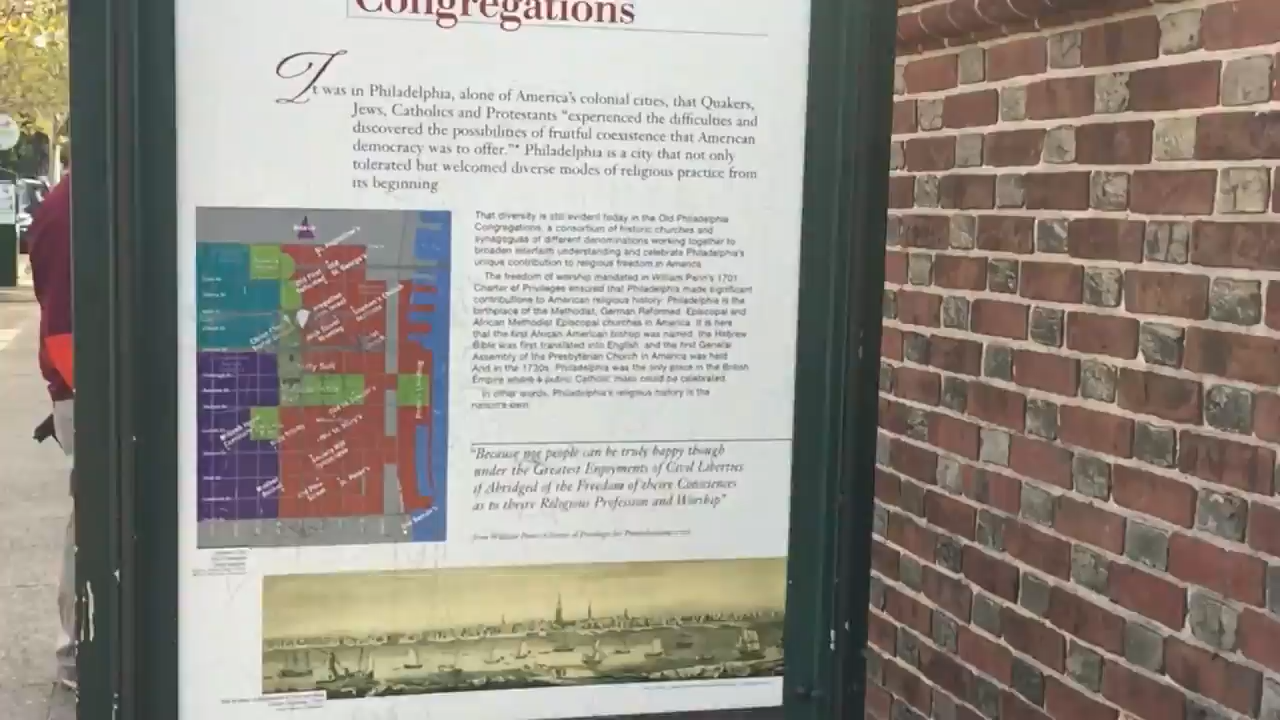 Congregations
It was in Philadelphia, alone of America's colonial cities, that Quakers,
Jews, Catholics and Protestants "experienced the difficulties and
discovered the possibilities of fruitful coexistence that American
democracy was to offer."* Philadelphia is a city that not only
tolerated but welcomed diverse modes of religious practice from
its beginning
That diversity is still evident today in the Old Philadelphia
Congregations, a consortium of historic churches and
synagogues of different denominations working together to
broaden interfaith understanding and celebrate Philadelphia's
unique contribution to religious freedom in America
The freedom of worship mandated in William Penn's 1701
Charter of Privileges ensured that Philadelphia made significant
contributions to American religious history. Philadelphia is the
birthplace of the Methodist, German Reformed, Episcopal and
African Methodist Episcopal churches in America. It is here
that the first African American bishop was named, the Hebrew
Bible was first translated into English, and the first General
Assembly of the Presbyterian Church in America was held
And in the 1730s, Philadelphia was the only place in the British
Empire where a public Catholic mass could be celebrated
In other words, Philadelphia's religious history is the
nation's own
"Because no people can be truly happy though
under the Greatest Enjoyments of Civil Liberties
if Abridged of the Freedom of theire Consciences
as to theire Religious Profession and Worship"
from William Penn's Charter of Privileges for Pennsylvania